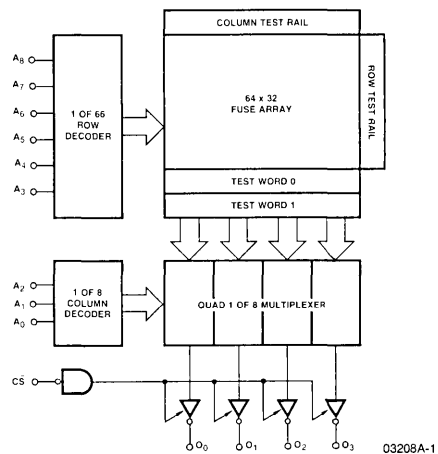 COLUMN TEST RAIL
A8
A7
A6
A5
A4
A3
1 OF 66
ROW
DECODER
64 x 32
FUSE ARRAY
ROW TEST RAIL
TEST WORD 0
TEST WORD 1
A2
A1
A0
1 OF 8
COLUMN
DECODER
QUAD 1 OF 8 MULTIPLEXER
CS
O0
O1
O2
O3
03208A-1